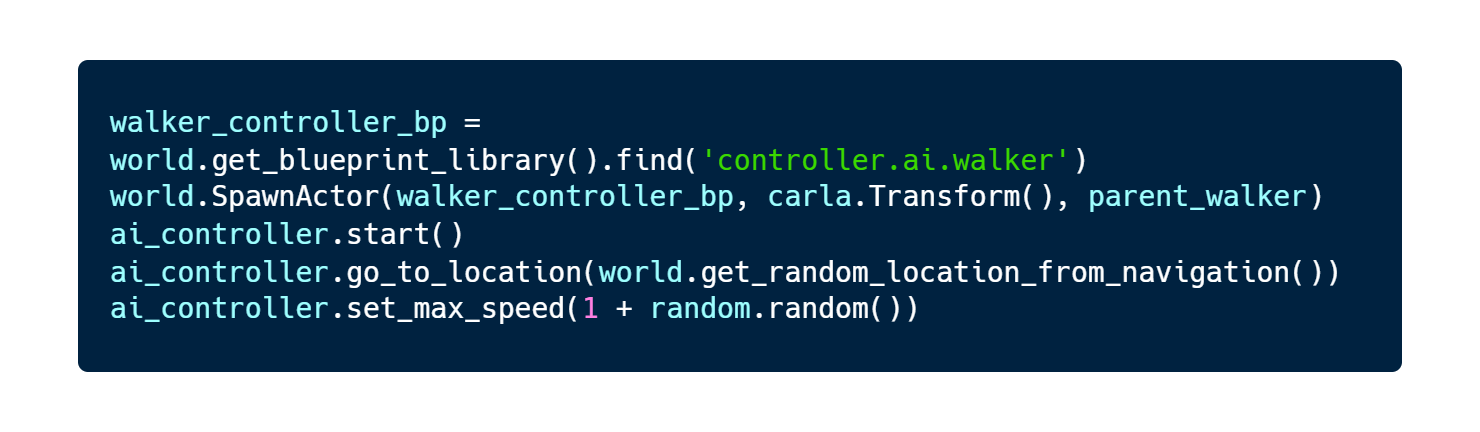 walker_controller_bp =
world.get_blueprint_library().find('controller.ai.walker')
world.SpawnActor(walker_controller_bp, carla.Transform(), parent_walker)
ai_controller.start()
ai_controller.go_to_location(world.get_random_location_from_navigation())
ai_controller.set_max_speed(1 + random.random())